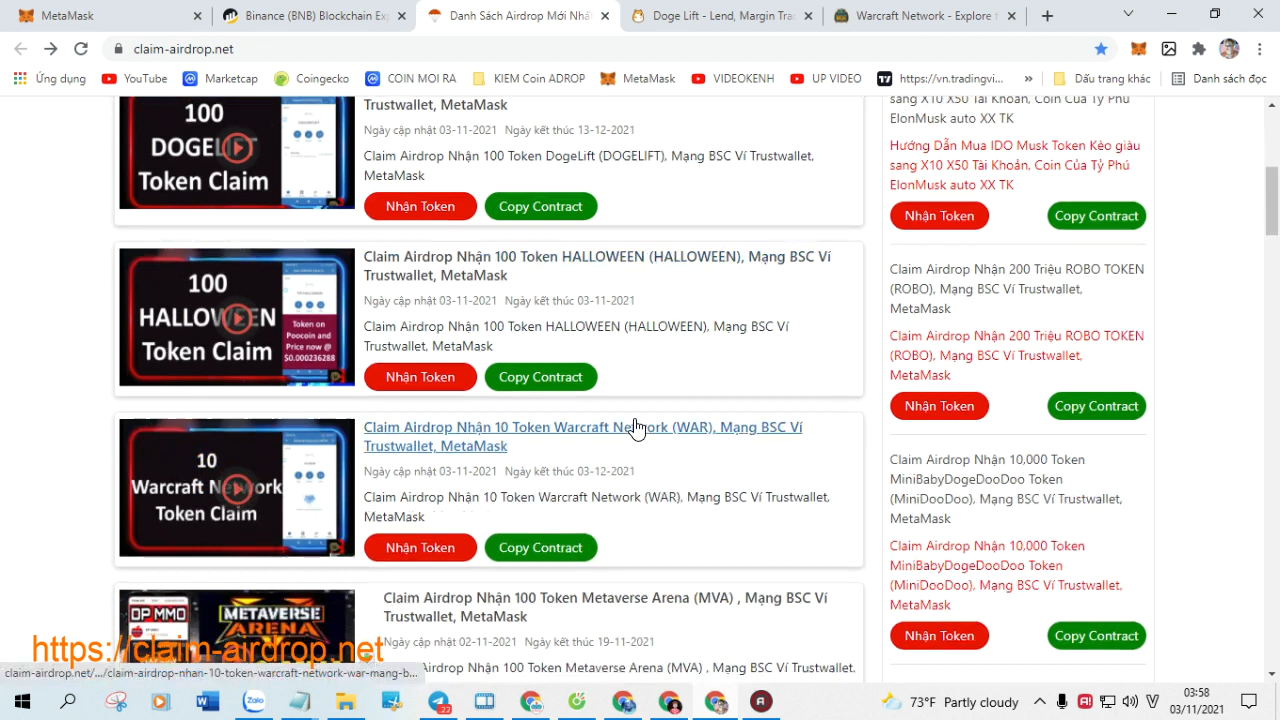 MetaMask
Binance (BNB) Blockchain Exp
Danh Sách Airdrop Mới Nhấ
Doge Lift - Lend, Margin Trad
Warcraft Network - Explore t
claim-airdrop.net
Ứng dụng
YouTube
Marketcap
Coingecko
COIN MOI RA
KIEM Coin ADROP
MetaMask
VIDEOKENH
UP VIDEO
https://vn.tradingvi...
»
Dấu trang khác
Danh sách đọc
100
DOGELIFT
Token Claim
Trustwallet, MetaMask
Ngày cập nhật 03-11-2021 Ngày kết thúc 13-12-2021
Claim Airdrop Nhận 100 Token DogeLift (DOGELIFT), Mạng BSC Ví Trustwallet,
MetaMask
Nhận Token
Copy Contract
100
HALLOWEEN
Token Claim
Token on
Poocoin and
Price now @
$0.000236288
Claim Airdrop Nhận 100 Token HALLOWEEN (HALLOWEEN), Mạng BSC Ví
Trustwallet, MetaMask
Ngày cập nhật 03-11-2021 Ngày kết thúc 03-11-2021
Claim Airdrop Nhận 100 Token HALLOWEEN (HALLOWEEN), Mạng BSC Ví
Trustwallet, MetaMask
Nhận Token
Copy Contract
10
Warcraft Network
Token Claim
Claim Airdrop Nhận 10 Token Warcraft Network (WAR), Mạng BSC Ví
Trustwallet, MetaMask
Ngày cập nhật 03-11-2021 Ngày kết thúc 03-12-2021
Claim Airdrop Nhận 10 Token Warcraft Network (WAR), Mạng BSC Ví Trustwallet,
MetaMask
Nhận Token
Copy Contract
OP MMO
METAVERSE
ARENA
Claim Airdrop Nhận 100 Token Metaverse Arena (MVA) , Mạng BSC Ví
Trustwallet, MetaMask
Ngày cập nhật 02-11-2021 Ngày kết thúc 19-11-2021
Airdrop Nhận 100 Token Metaverse Arena (MVA) , Mạng BSC Ví Trustwallet,
sang X10 X50 Tài Khoản, Coin Của Tỷ Phú
ElonMusk auto XX TK
Hướng Dẫn Mua IDO Musk Token Kèo giàu
sang X10 X50 Tài Khoản, Coin Của Tỷ Phú
ElonMusk auto XX TK
Nhận Token
Copy Contract
Claim Airdrop Nhận 200 Triệu ROBO TOKEN
(ROBO), Mạng BSC Ví Trustwallet,
MetaMask
Claim Airdrop Nhận 200 Triệu ROBO TOKEN
(ROBO), Mạng BSC Ví Trustwallet,
MetaMask
Nhận Token
Copy Contract
Claim Airdrop Nhận 10,000 Token
MiniBabyDogeDooDoo Token
(MiniDooDoo), Mạng BSC Ví Trustwallet,
MetaMask
Claim Airdrop Nhận 10,000 Token
MiniBabyDogeDooDoo Token
(MiniDooDoo), Mạng BSC Ví Trustwallet,
MetaMask
Nhận Token
Copy Contract
https://claim-airdrop.net
claim-airdrop.net/.../claim-airdrop-nhan-10-token-warcraft-network-war-mang-b...
Zalo
22
73°F Partly cloudy
03:58
03/11/2021